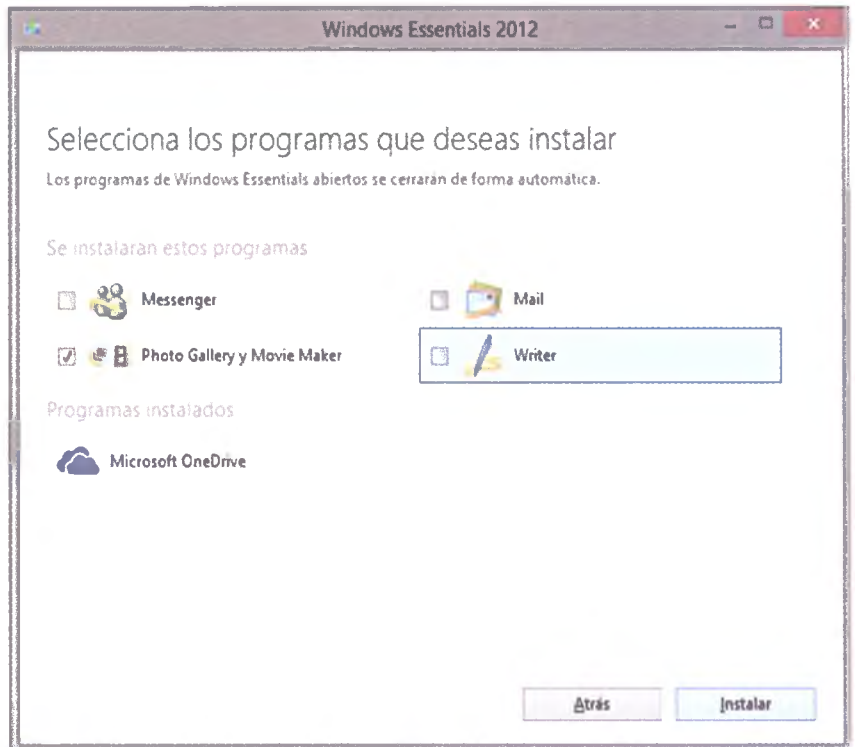 Windows Essentials 2012
Selecciona los programas que deseas instalar
Los programas de Windows Essentials abiertos se cerrarán de forma automática.
Se instalaran estos programas
Messenger
Mail
Photo Gallery y Movie Maker
Writer
Programas instalados
Microsoft OneDrive
Atrás
Instalar